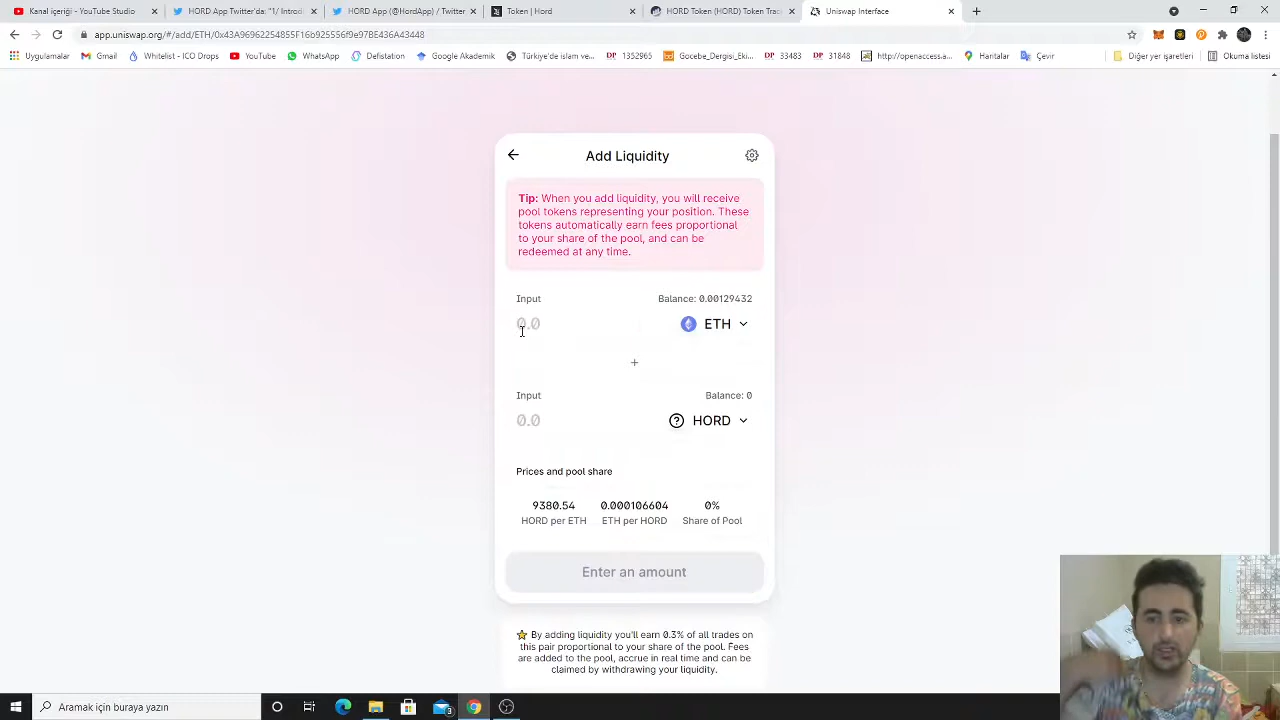 Kanal içeriği - YouTube Studio
HORD App Twitter'da: "1/ Introdu
HORD App (@HordApp) / Twitter
Token | Hord
HORD Token (HORD) Token Trac
Uniswap Interface
app.uniswap.org/#/add/ETH/0x43A96962254855F16b925556f9e97BE436A43448
Uygulamalar
Gmail
Whitelist - ICO Drops
YouTube
WhatsApp
Defistation
Google Akademik
Türkiye'de islam ve...
DP 1352965
Gocebe_Dergisi_Ekim...
DP 33483
DP 31848
http://openaccess.a...
Haritalar
Çevir
Diğer yer işaretleri
Okuma listesi
Add Liquidity
Tip: When you add liquidity, you will receive
pool tokens representing your position. These
tokens automatically earn fees proportional
to your share of the pool, and can be
redeemed at any time.
Input
Balance: 0.00129432
0.0
ETH
+
Input
Balance: 0
0.0
HORD
Prices and pool share
9380.54
0.000106604
0%
HORD per ETH
ETH per HORD
Share of Pool
Enter an amount
By adding liquidity you'll earn 0.3% of all trades on
this pair proportional to your share of the pool. Fees
are added to the pool, accrue in real time and can be
claimed by withdrawing your liquidity.
Aramak için buraya yazın
3